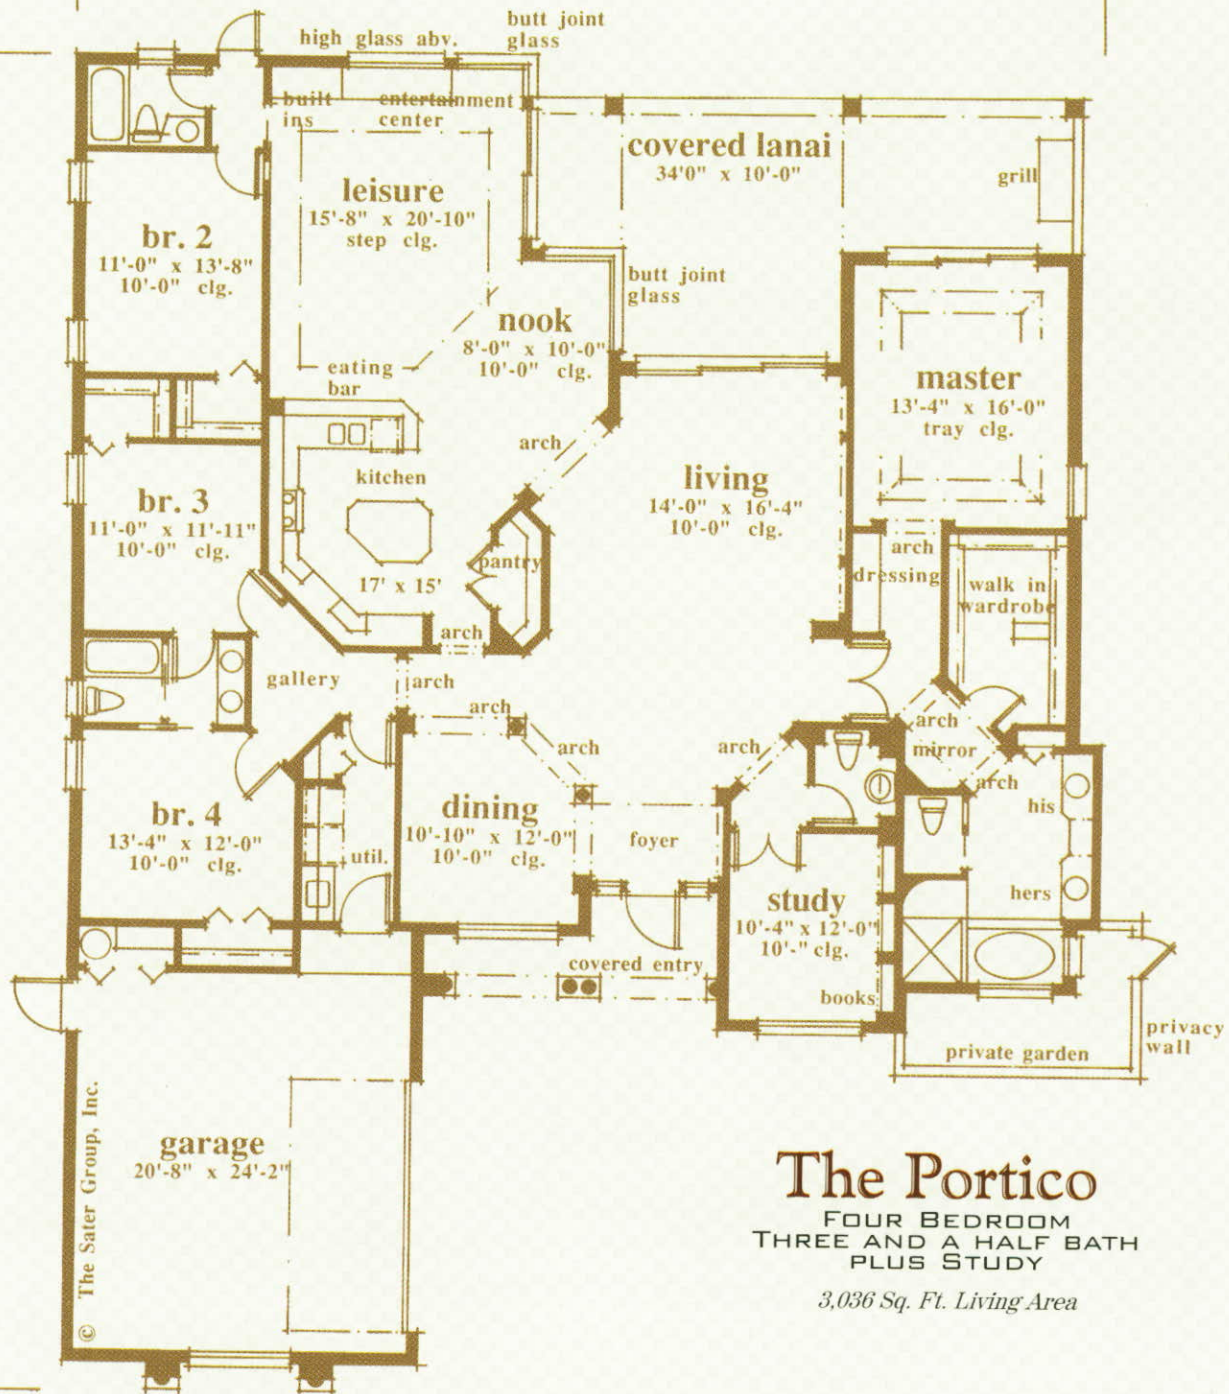 butt joint
glass
high glass abv.
built
ins
entertainment
center
covered lanai
34'0" x 10'-0"
grill
leisure
15'-8" x 20'-10"
step clg.
br. 2
11'-0" x 13'-8"
10'-0" clg.
butt joint
glass
nook
8'-0" x 10'-0"
10'-0" clg.
eating
bar
master
13'-4" x 16'-0"
tray clg.
arch
kitchen
living
14'-0" x 16'-4"
10'-0" clg.
br. 3
11'-0" x 11'-11"
10'-0" clg.
pantry
17' x 15'
arch
dressing
walk in
wardrobe
arch
gallery
arch
arch
arch
arch
arch
mirror
arch
his
hers
br. 4
13'-4" x 12'-0"
10'-0" clg.
util.
dining
10'-10" x 12'-0"
10'-0" clg.
foyer
study
10'-4" x 12'-0"
10'-" clg.
books
covered entry
private garden
privacy
wall
garage
20'-8" x 24'-2"
© The Sater Group, Inc.
The Portico
FOUR BEDROOM
THREE AND A HALF BATH
PLUS STUDY
3,036 Sq. Ft. Living Area